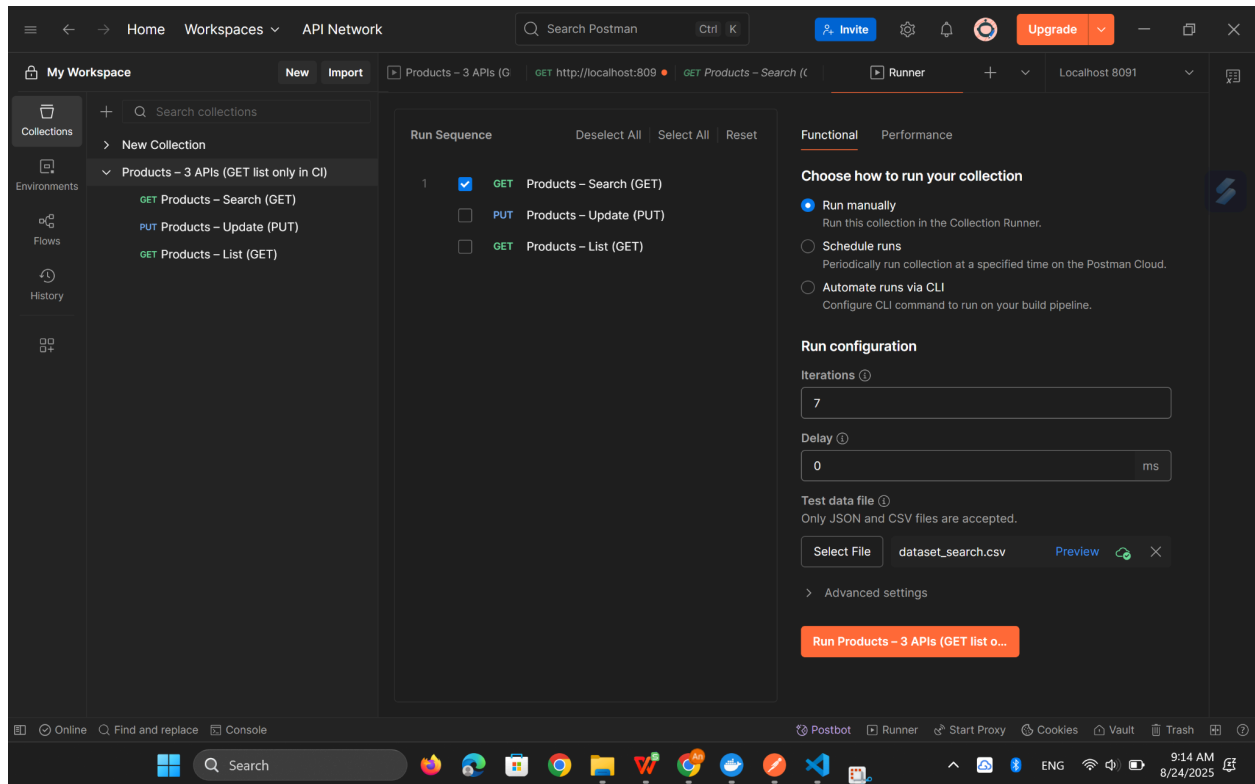 Home Workspaces API Network Search Postman Ctrl K Invite Upgrade
My Workspace New Import Products – 3 APIs (G GET http://localhost:809 GET Products – Search (( Runner Localhost 8091
Collections
Environments
Flows
History
Search collections
New Collection
Products – 3 APIs (GET list only in CI)
GET Products – Search (GET)
PUT Products – Update (PUT)
GET Products – List (GET)
Run Sequence Deselect All Select All Reset
1 GET Products – Search (GET)
PUT Products – Update (PUT)
GET Products – List (GET)
Functional Performance
Choose how to run your collection
Run manually
Run this collection in the Collection Runner.
Schedule runs
Periodically run collection at a specified time on the Postman Cloud.
Automate runs via CLI
Configure CLI command to run on your build pipeline.
Run configuration
Iterations
7
Delay
0 ms
Test data file
Only JSON and CSV files are accepted.
Select File dataset_search.csv Preview
Advanced settings
Run Products – 3 APIs (GET list o...
Online Find and replace Console Postbot Runner Start Proxy Cookies Vault Trash
Search ENG 9:14 AM
8/24/2025